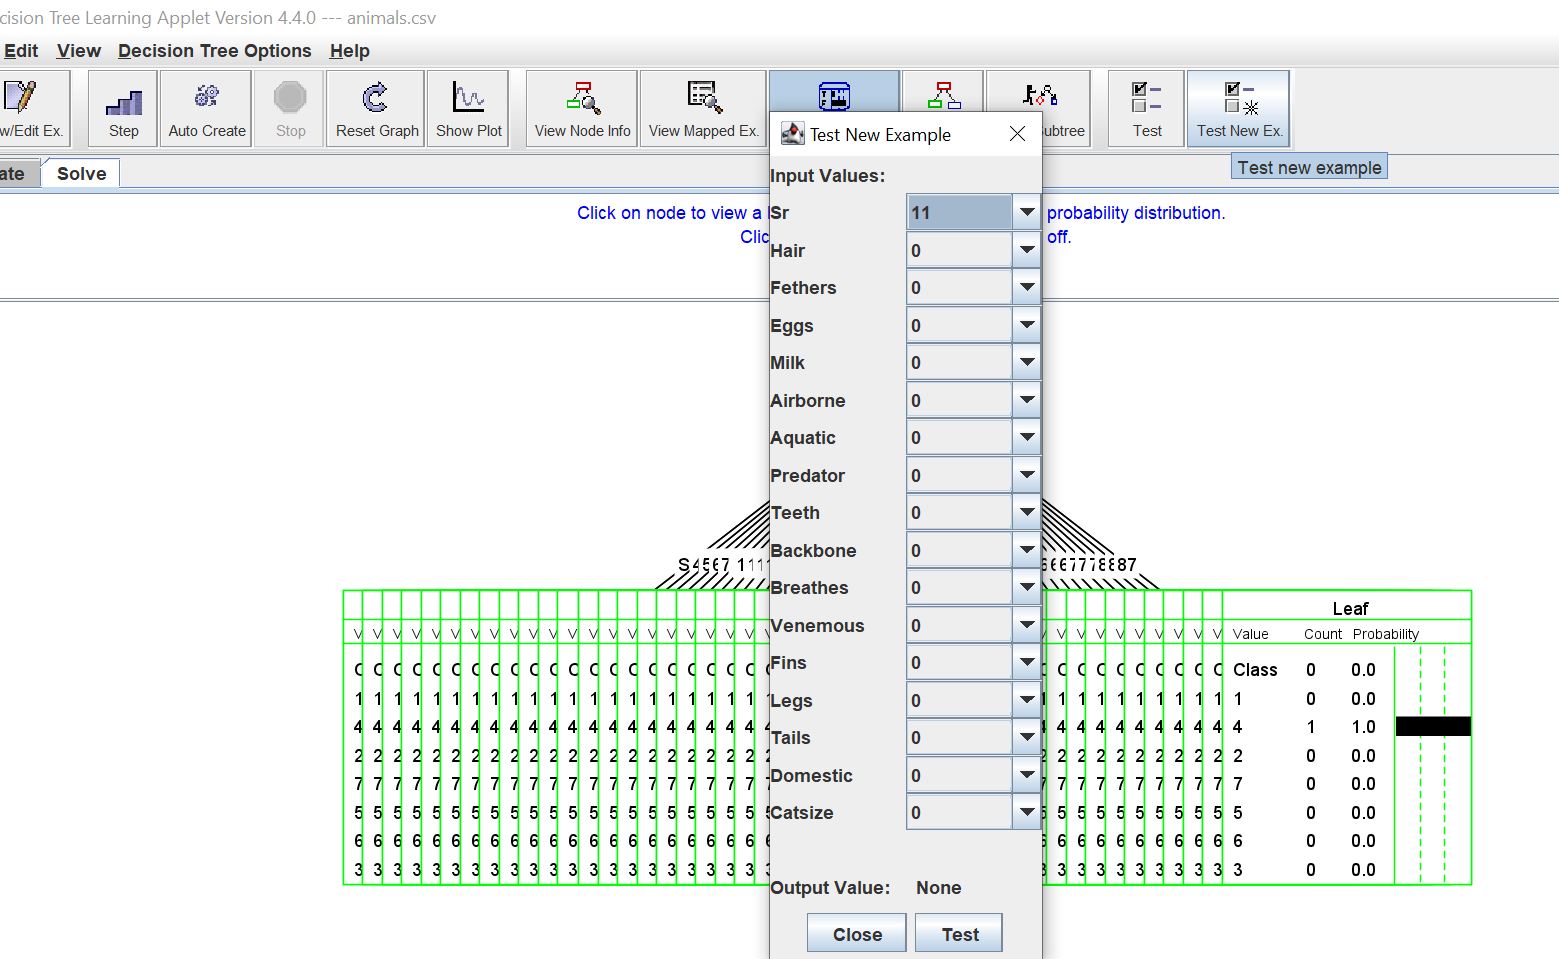 cision Tree Learning Applet Version 4.4.0 --- animals.csv
Edit View Decision Tree Options Help
w/Edit Ex. Step Auto Create Stop Reset Graph Show Plot View Node Info View Mapped Ex. ubtree Test Test New Ex.
Test New Example
ate Solve
Test new example
Input Values:
Click on node to view a probability distribution.
Clic off.
Sr 11
Hair 0
Fethers 0
Eggs 0
Milk 0
Airborne 0
Aquatic 0
Predator 0
Teeth 0
Backbone 0
Breathes 0
Venemous 0
Fins 0
Legs 0
Tails 0
Domestic 0
Catsize 0
Output Value: None
Close Test
Leaf
Value Count Probability
Class 0 0.0
1 0 0.0
4 1 1.0
2 0 0.0
7 0 0.0
5 0 0.0
6 0 0.0
3 0 0.0